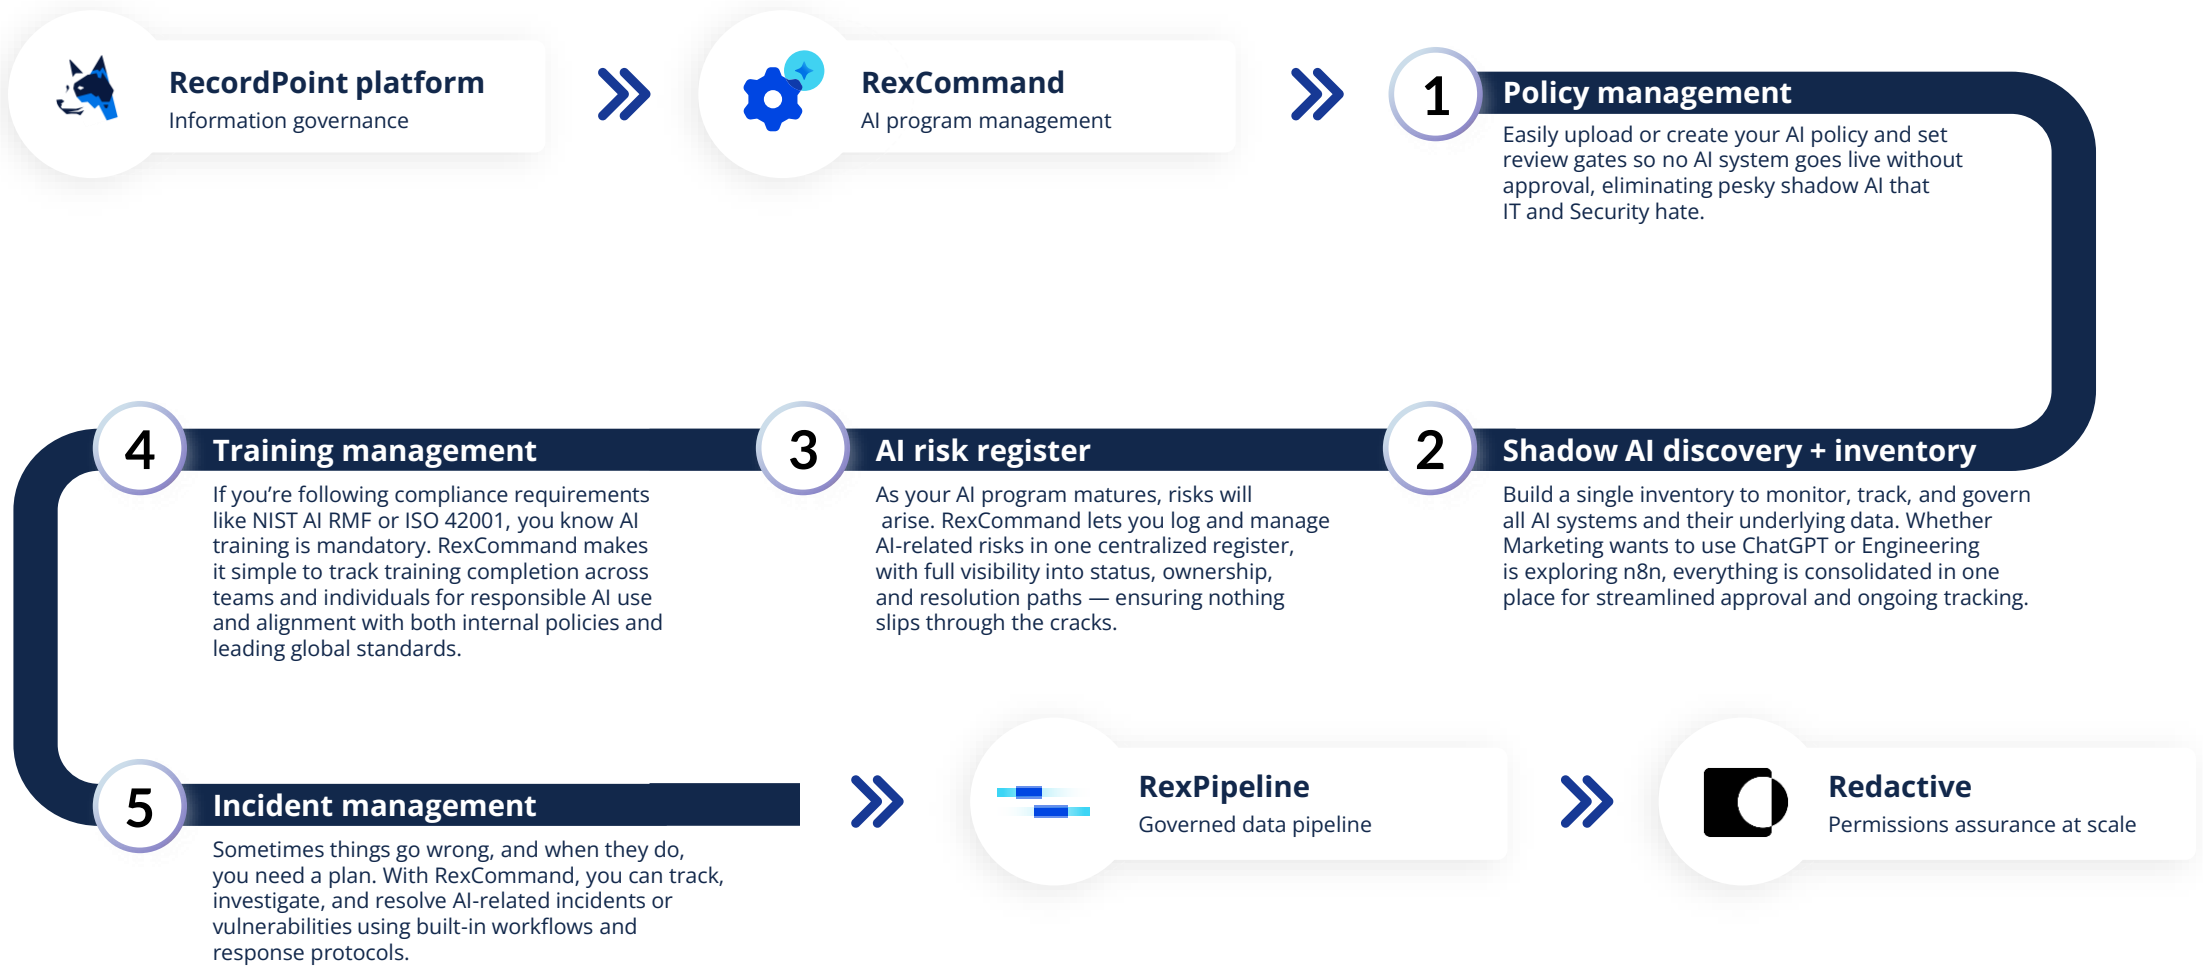 RecordPoint platform
Information governance
RexCommand
AI program management
1
Policy management
Easily upload or create your AI policy and set
review gates so no AI system goes live without
approval, eliminating pesky shadow AI that
IT and Security hate.
2
Shadow AI discovery + inventory
Build a single inventory to monitor, track, and govern
all AI systems and their underlying data. Whether
Marketing wants to use ChatGPT or Engineering
is exploring n8n, everything is consolidated in one
place for streamlined approval and ongoing tracking.
3
AI risk register
As your AI program matures, risks will
arise. RexCommand lets you log and manage
AI-related risks in one centralized register,
with full visibility into status, ownership,
and resolution paths — ensuring nothing
slips through the cracks.
4
Training management
If you’re following compliance requirements
like NIST AI RMF or ISO 42001, you know AI
training is mandatory. RexCommand makes
it simple to track training completion across
teams and individuals for responsible AI use
and alignment with both internal policies and
leading global standards.
5
Incident management
Sometimes things go wrong, and when they do,
you need a plan. With RexCommand, you can track,
investigate, and resolve AI-related incidents or
vulnerabilities using built-in workflows and
response protocols.
RexPipeline
Governed data pipeline
Redactive
Permissions assurance at scale